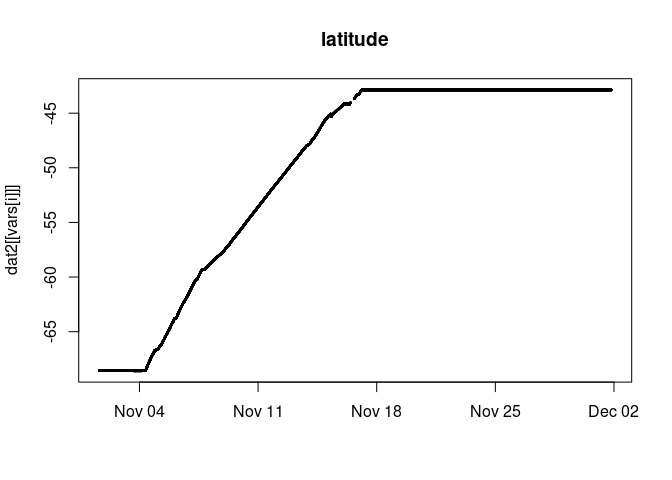 latitude
dat2[[vars[i]]]
-45
-50
-55
-60
-65
Nov 04
Nov 11
Nov 18
Nov 25
Dec 02